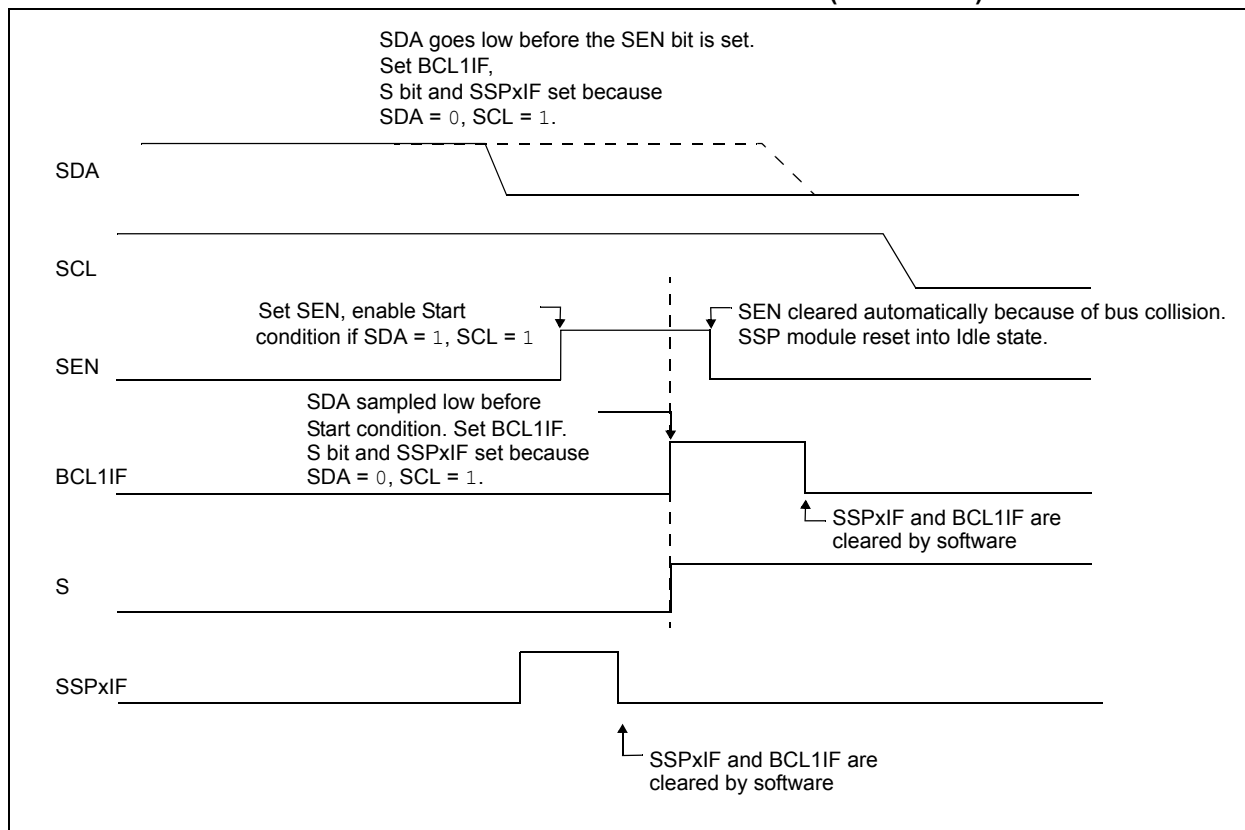 SDA goes low before the SEN bit is set.
Set BCL1IF,
S bit and SSPxIF set because
SDA = 0, SCL = 1.
SDA
SCL
Set SEN, enable Start
condition if SDA = 1, SCL = 1
SEN cleared automatically because of bus collision.
SSP module reset into Idle state.
SEN
SDA sampled low before
Start condition. Set BCL1IF.
S bit and SSPxIF set because
SDA = 0, SCL = 1.
BCL1IF
SSPxIF and BCL1IF are
cleared by software
S
SSPxIF
SSPxIF and BCL1IF are
cleared by software